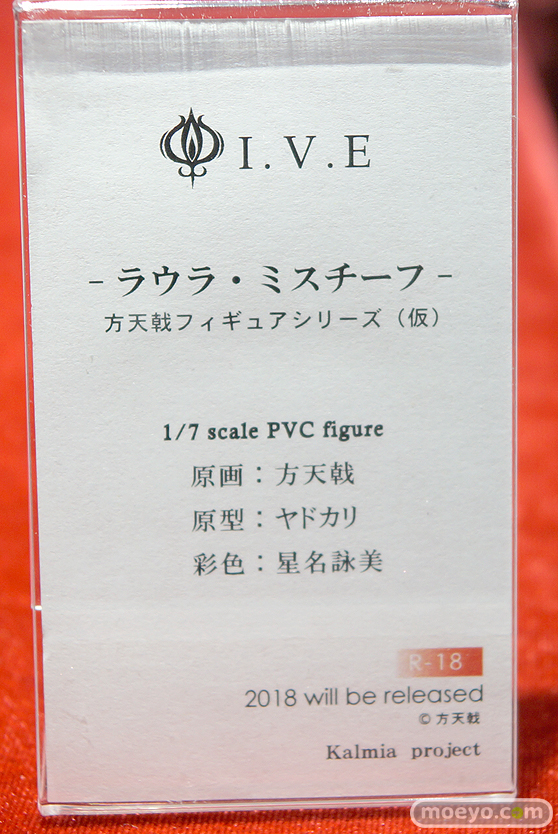 I.V.E
-ラウラ・ミスチーフ-
方天戟フィギュアシリーズ（仮）
1/7 scale PVC figure
原画：方天戟
原型：ヤドカリ
彩色：星名詠美
R-18
2018 will be released
©方天戟
Kalmia project
moeyo.com